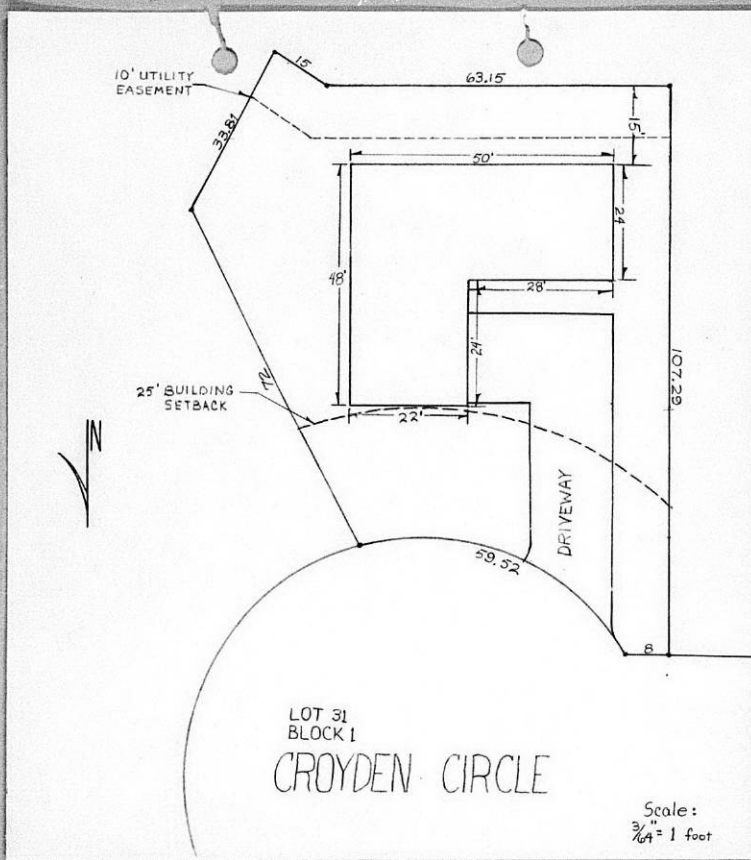 15
63.15
10' UTILITY
EASEMENT
33.81
15'
50'
24
48'
28'
24'
107.29
25' BUILDING
SETBACK
72
22'
N
DRIVEWAY
59.52
8
LOT 31
BLOCK 1
CROYDEN CIRCLE
Scale:
3/64" = 1 foot